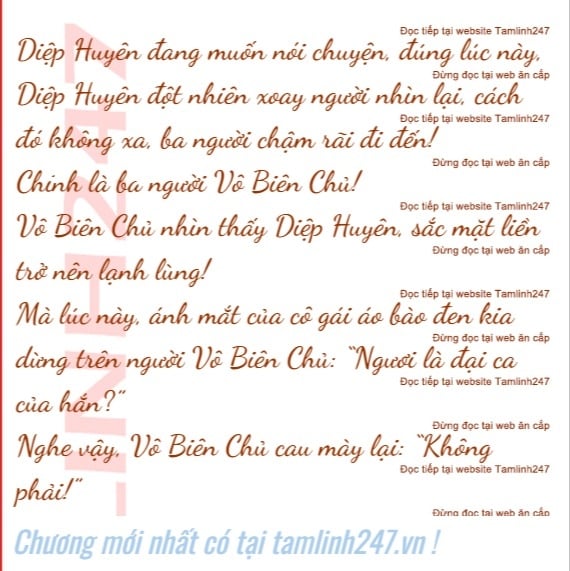 Đọc tiếp tại website Tamlinh247
Diệp Huyên đang muốn nói chuyện, đúng lúc này,
Đừng đọc tại web ăn cắp
Diệp Huyên đột nhiên xoay người nhìn lại, cách
Đọc tiếp tại website Tamlinh247
đó không xa, ba người chậm rãi đi đến!
Đừng đọc tại web ăn cắp
Chính là ba người Vô Biên Chủ!
Đọc tiếp tại website Tamlinh247
Vô Biên Chủ nhìn thấy Diệp Huyên, sắc mặt liền
Đừng đọc tại web ăn cắp
trở nên lạnh lùng!
Đọc tiếp tại website Tamlinh247
Mà lúc này, ánh mắt của cô gái áo bào đen kia
Đừng đọc tại web ăn cắp
dừng trên người Vô Biên Chủ: “Ngươi là đại ca
Đọc tiếp tại website Tamlinh247
của hắn?”
Đừng đọc tại web ăn cắp
Nghe vậy, Vô Biên Chủ cau mày lại: “Không
Đọc tiếp tại website Tamlinh247
phải!”
Đừng đọc tại web ăn cắp
Chương mới nhất có tại tamlinh247.vn !
LINH247